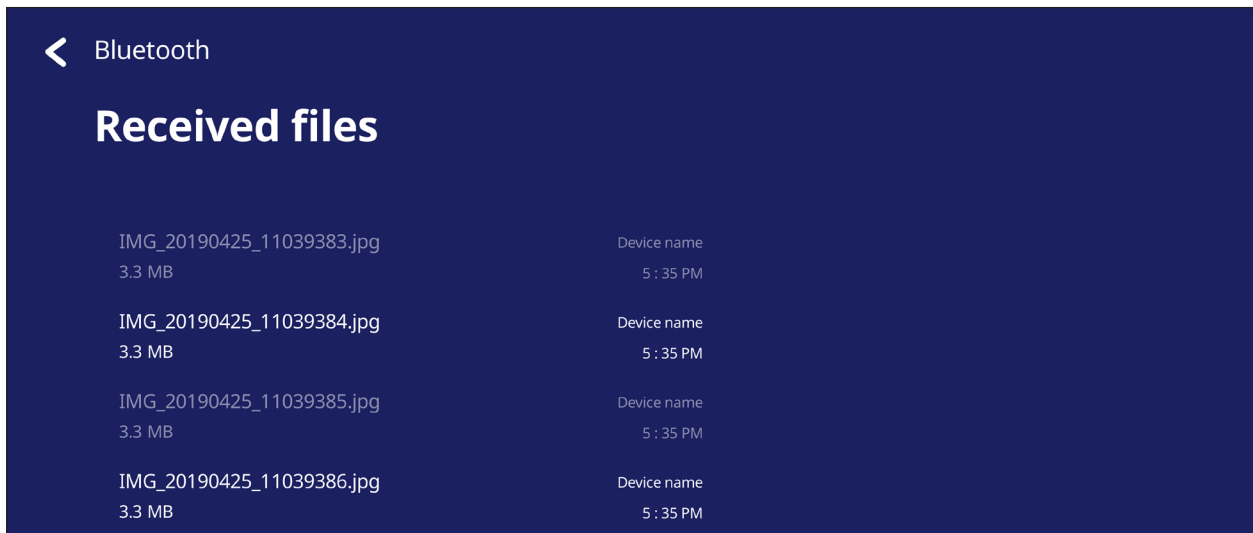 Bluetooth
Received files
IMG_20190425_11039383.jpg Device name
3.3 MB 5 : 35 PM
IMG_20190425_11039384.jpg Device name
3.3 MB 5 : 35 PM
IMG_20190425_11039385.jpg Device name
3.3 MB 5 : 35 PM
IMG_20190425_11039386.jpg Device name
3.3 MB 5 : 35 PM